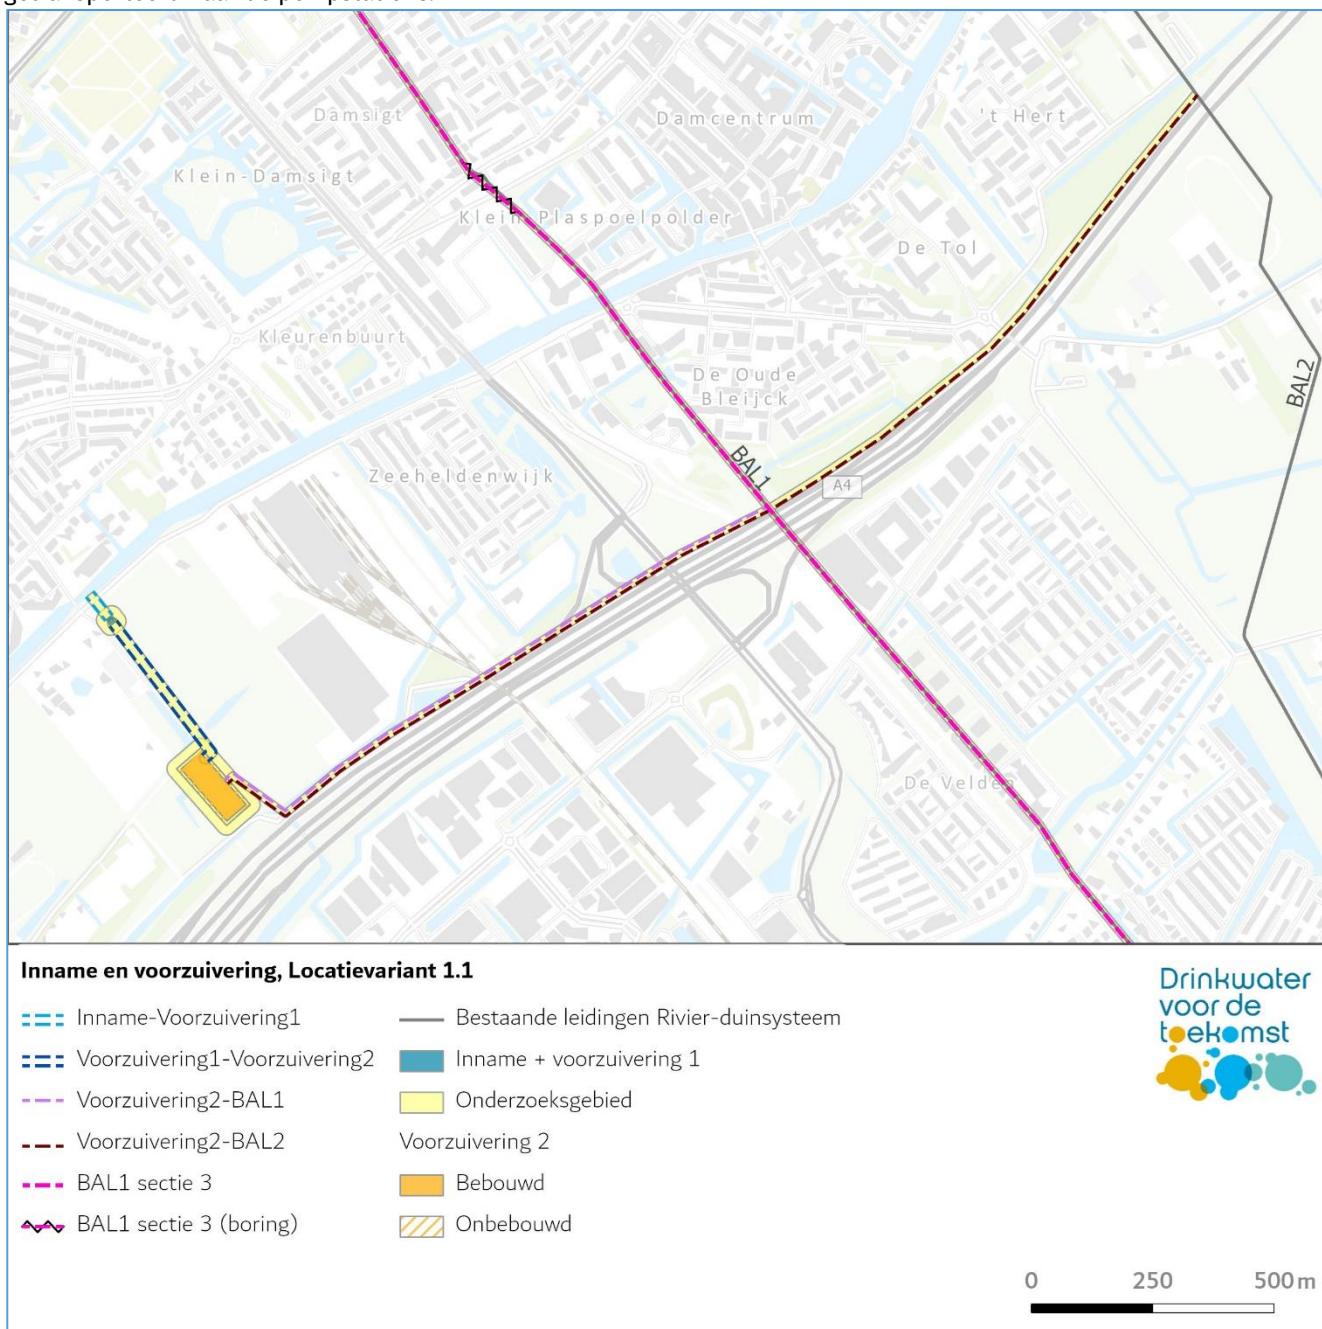 Damsigt
Damcentrum
't Hert
Klein-Damsigt
Klein Plaspoelpolder
De Tol
Kleurenbuurt
De Oude
Bleijck
BAL2
Zeeheldenwijk
BAL1
A4
De Velden
Inname en voorzuivering, Locatievariant 1.1
Inname-Voorzuivering1
Voorzuivering1-Voorzuivering2
Voorzuivering2-BAL1
Voorzuivering2-BAL2
BAL1 sectie 3
BAL1 sectie 3 (boring)
Bestaande leidingen Rivier-duinsysteem
Inname + voorzuivering 1
Onderzoeksgebied
Voorzuivering 2
Bebouwd
Onbebouwd
Drinkwater
voor de
toekomst
0 250 500 m